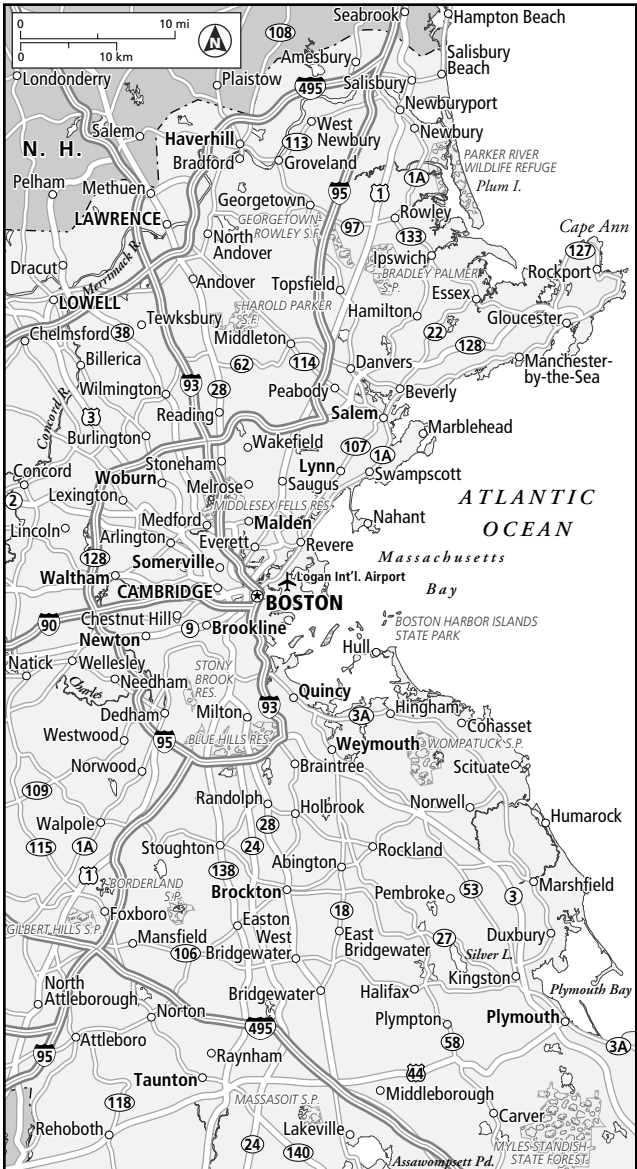 Seabrook
Hampton Beach
0 10 mi
0 10 km
N
108
Amesbury
Salisbury
Beach
Londonderry
Plaistow
495
Salisbury
Newburyport
Salem
West
Newbury
Newbury
N. H.
Haverhill
113
Bradford
Groveland
PARKER RIVER
WILDLIFE REFUGE
Plum I.
Pelham
Methuen
95
1
1A
Georgetown
LAWRENCE
GEORGETOWN-
ROWLEY S.F.
Rowley
97
133
North
Andover
Cape Ann
127
Dracut
Merrimack R.
Ipswich
BRADLEY PALMER
S.P.
Rockport
Andover
Topsfield
Essex
LOWELL
HAROLD PARKER
S.F.
Hamilton
Gloucester
Tewksbury
Chelmsford
38
Middleton
22
128
Billerica
62
114
Danvers
Manchester-
by-the-Sea
Wilmington
93
28
Peabody
Beverly
Concord R.
3
Reading
Salem
Marblehead
Burlington
Wakefield
107
1A
Concord
Stoneham
Lynn
Swampscott
Woburn
Melrose
Saugus
2
Lexington
MIDDLESEX FELLS RES.
ATLANTIC
OCEAN
Lincoln
Medford
Malden
Nahant
Arlington
Everett
Revere
128
Somerville
Massachusetts
Bay
Waltham
Logan Int'l. Airport
CAMBRIDGE
BOSTON
90
Chestnut Hill
9
Brookline
BOSTON HARBOR ISLANDS
STATE PARK
Newton
Hull
Natick
Wellesley
STONY
BROOK
RES.
Needham
Charles
Quincy
93
Dedham
Milton
3A
Hingham
Cohasset
Westwood
95
BLUE HILLS RES.
Weymouth
WOMPATUCK S.P.
Norwood
Braintree
Scituate
109
Randolph
Holbrook
Norwell
Humarock
Walpole
28
115
1A
Stoughton
24
Rockland
1
138
Abington
BORDERLAND
S.P.
Brockton
Pembroke
53
3
Marshfield
Foxboro
18
GILBERT HILLS S.P.
Easton
Mansfield
West
Bridgewater
East
Bridgewater
27
Duxbury
106
Silver L.
Kingston
North
Attleborough
Bridgewater
Halifax
Plymouth Bay
Norton
Plympton
Plymouth
495
Attleboro
58
3A
95
Raynham
Taunton
44
118
MASSASOIT S.P.
Middleborough
Carver
Rehoboth
Lakeville
24
140
Assawompsett Pd.
MYLES STANDISH
STATE FOREST